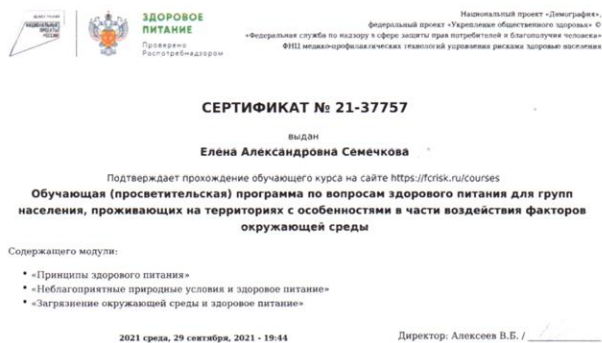 НАЦИОНАЛЬНЫЕ
ПРОЕКТЫ
РОССИИ
ЗДОРОВОЕ
ПИТАНИЕ
Проверено
Роспотребнадзором
Национальный проект «Демография»,
федеральный проект «Укрепление общественного здоровья» ©
«Федеральная служба по надзору в сфере защиты прав потребителей и благополучия человека»
ФНЦ медико-профилактических технологий управления рисками здоровью населения
СЕРТИФИКАТ № 21-37757
выдан
Елена Александровна Семечкова
Подтверждает прохождение обучающего курса на сайте https://fcrisk.ru/courses
Обучающая (просветительская) программа по вопросам здорового питания для групп
населения, проживающих на территориях с особенностями в части воздействия факторов
окружающей среды
Содержащего модули:
• «Принципы здорового питания»
• «Неблагоприятные природные условия и здоровое питание»
• «Загрязнение окружающей среды и здоровое питание»
2021 среда, 29 сентября, 2021 - 19:44
Директор: Алексеев В.Б. /